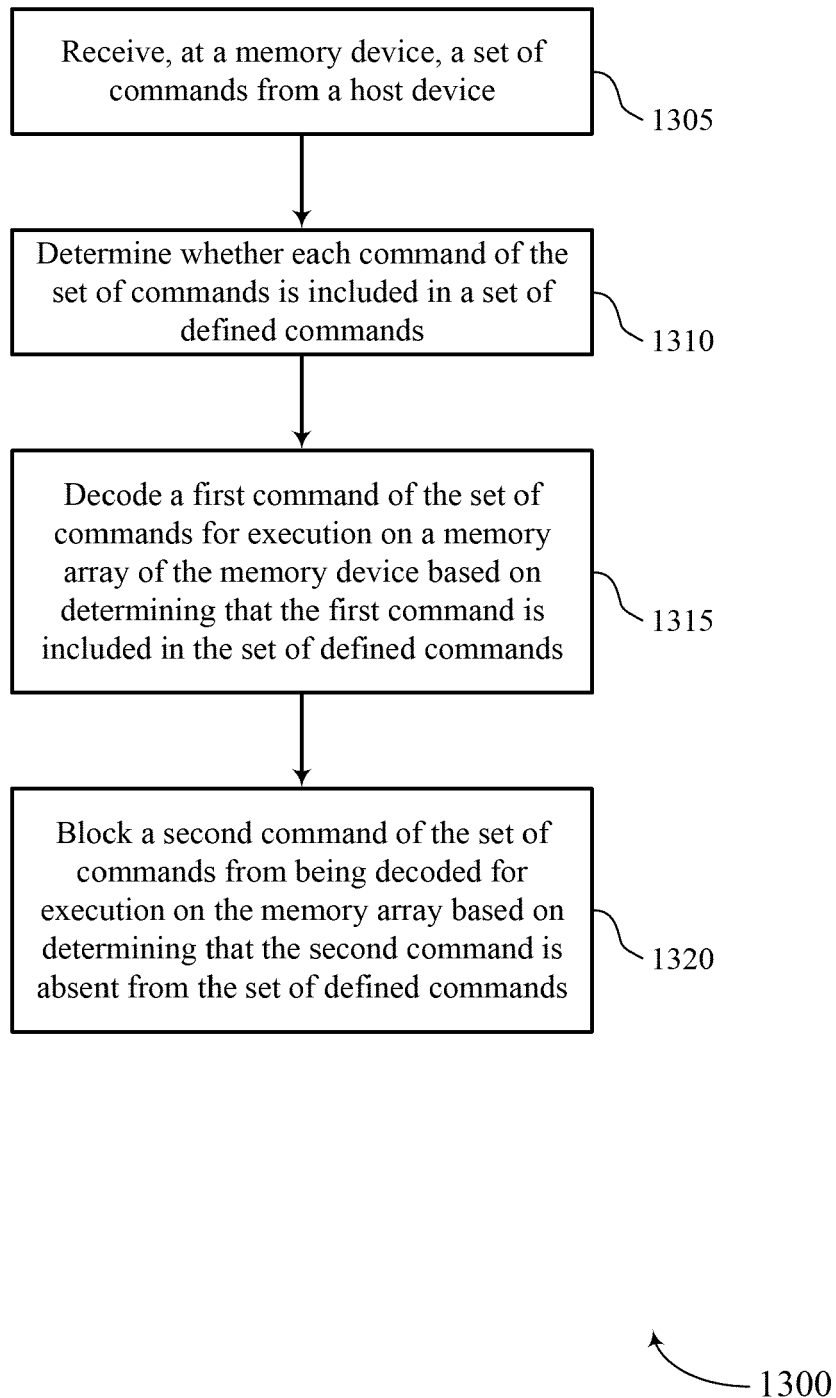 Receive, at a memory device, a set of
commands from a host device
1305
Determine whether each command of the
set of commands is included in a set of
defined commands
1310
Decode a first command of the set of
commands for execution on a memory
array of the memory device based on
determining that the first command is
included in the set of defined commands
1315
Block a second command of the set of
commands from being decoded for
execution on the memory array based on
determining that the second command is
absent from the set of defined commands
1320
1300